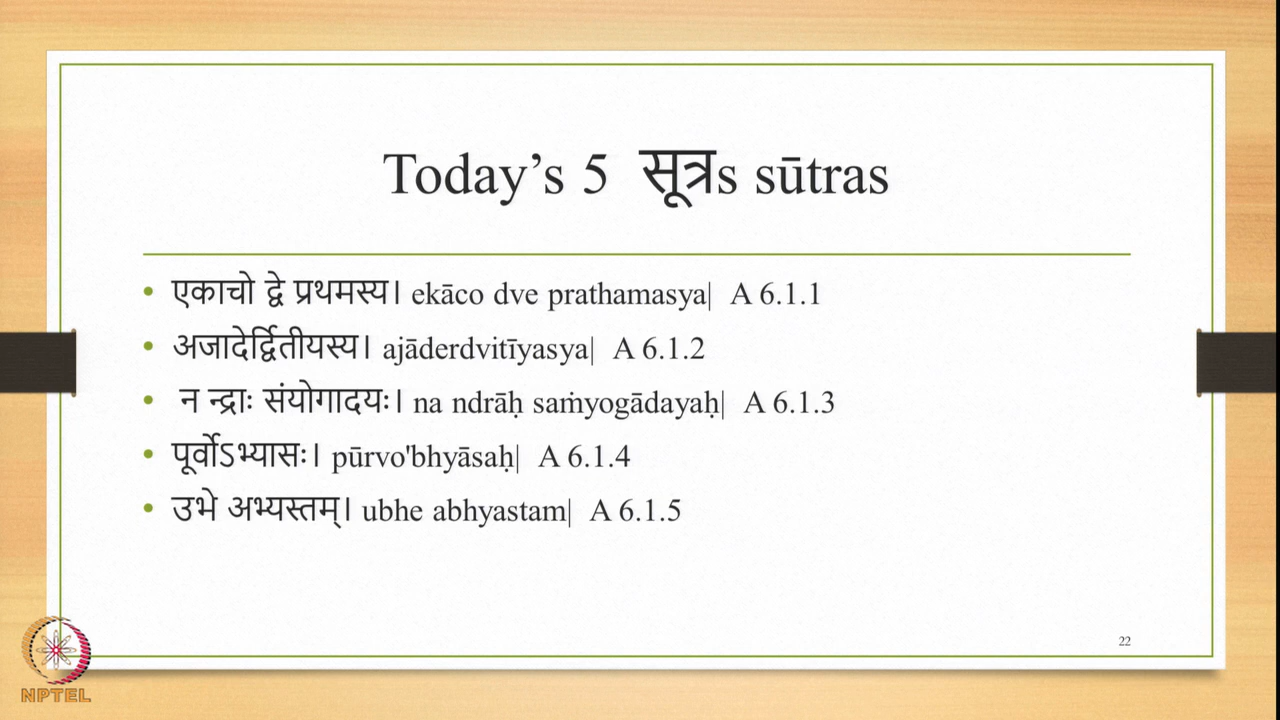 Today’s 5 सूत्रs sūtras
• एकाचो द्वे प्रथमस्य। ekāco dve prathamasya| A 6.1.1
• अजादेर्द्वितीयस्य। ajāderdvitīyasya| A 6.1.2
• न न्द्राः संयोगादयः। na ndrāḥ saṁyogādayaḥ| A 6.1.3
• पूर्वोऽभ्यासः। pūrvo'bhyāsaḥ| A 6.1.4
• उभे अभ्यस्तम्। ubhe abhyastam| A 6.1.5
22
NPTEL